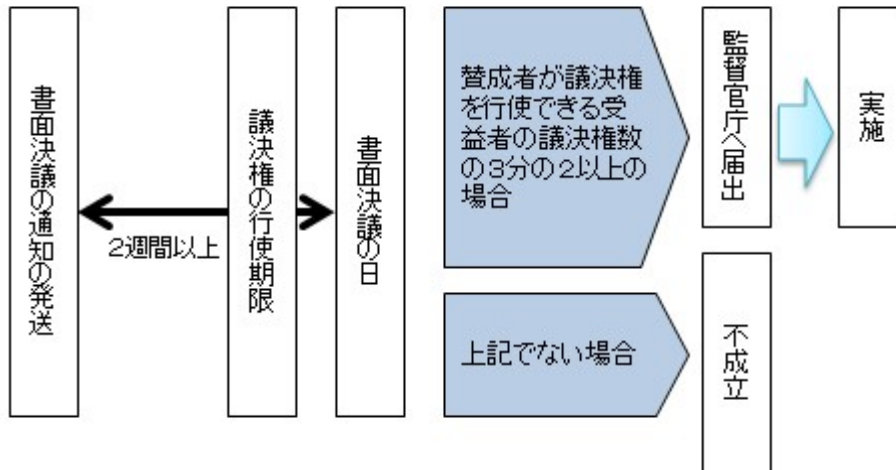 書面決議の通知の発送
2週間以上
議決権の行使期限
書面決議の日
賛成者が議決権
を行使できる受
益者の議決権数
の3分の2以上の
場合
監督官庁へ届出
実施
上記でない場合
不成立